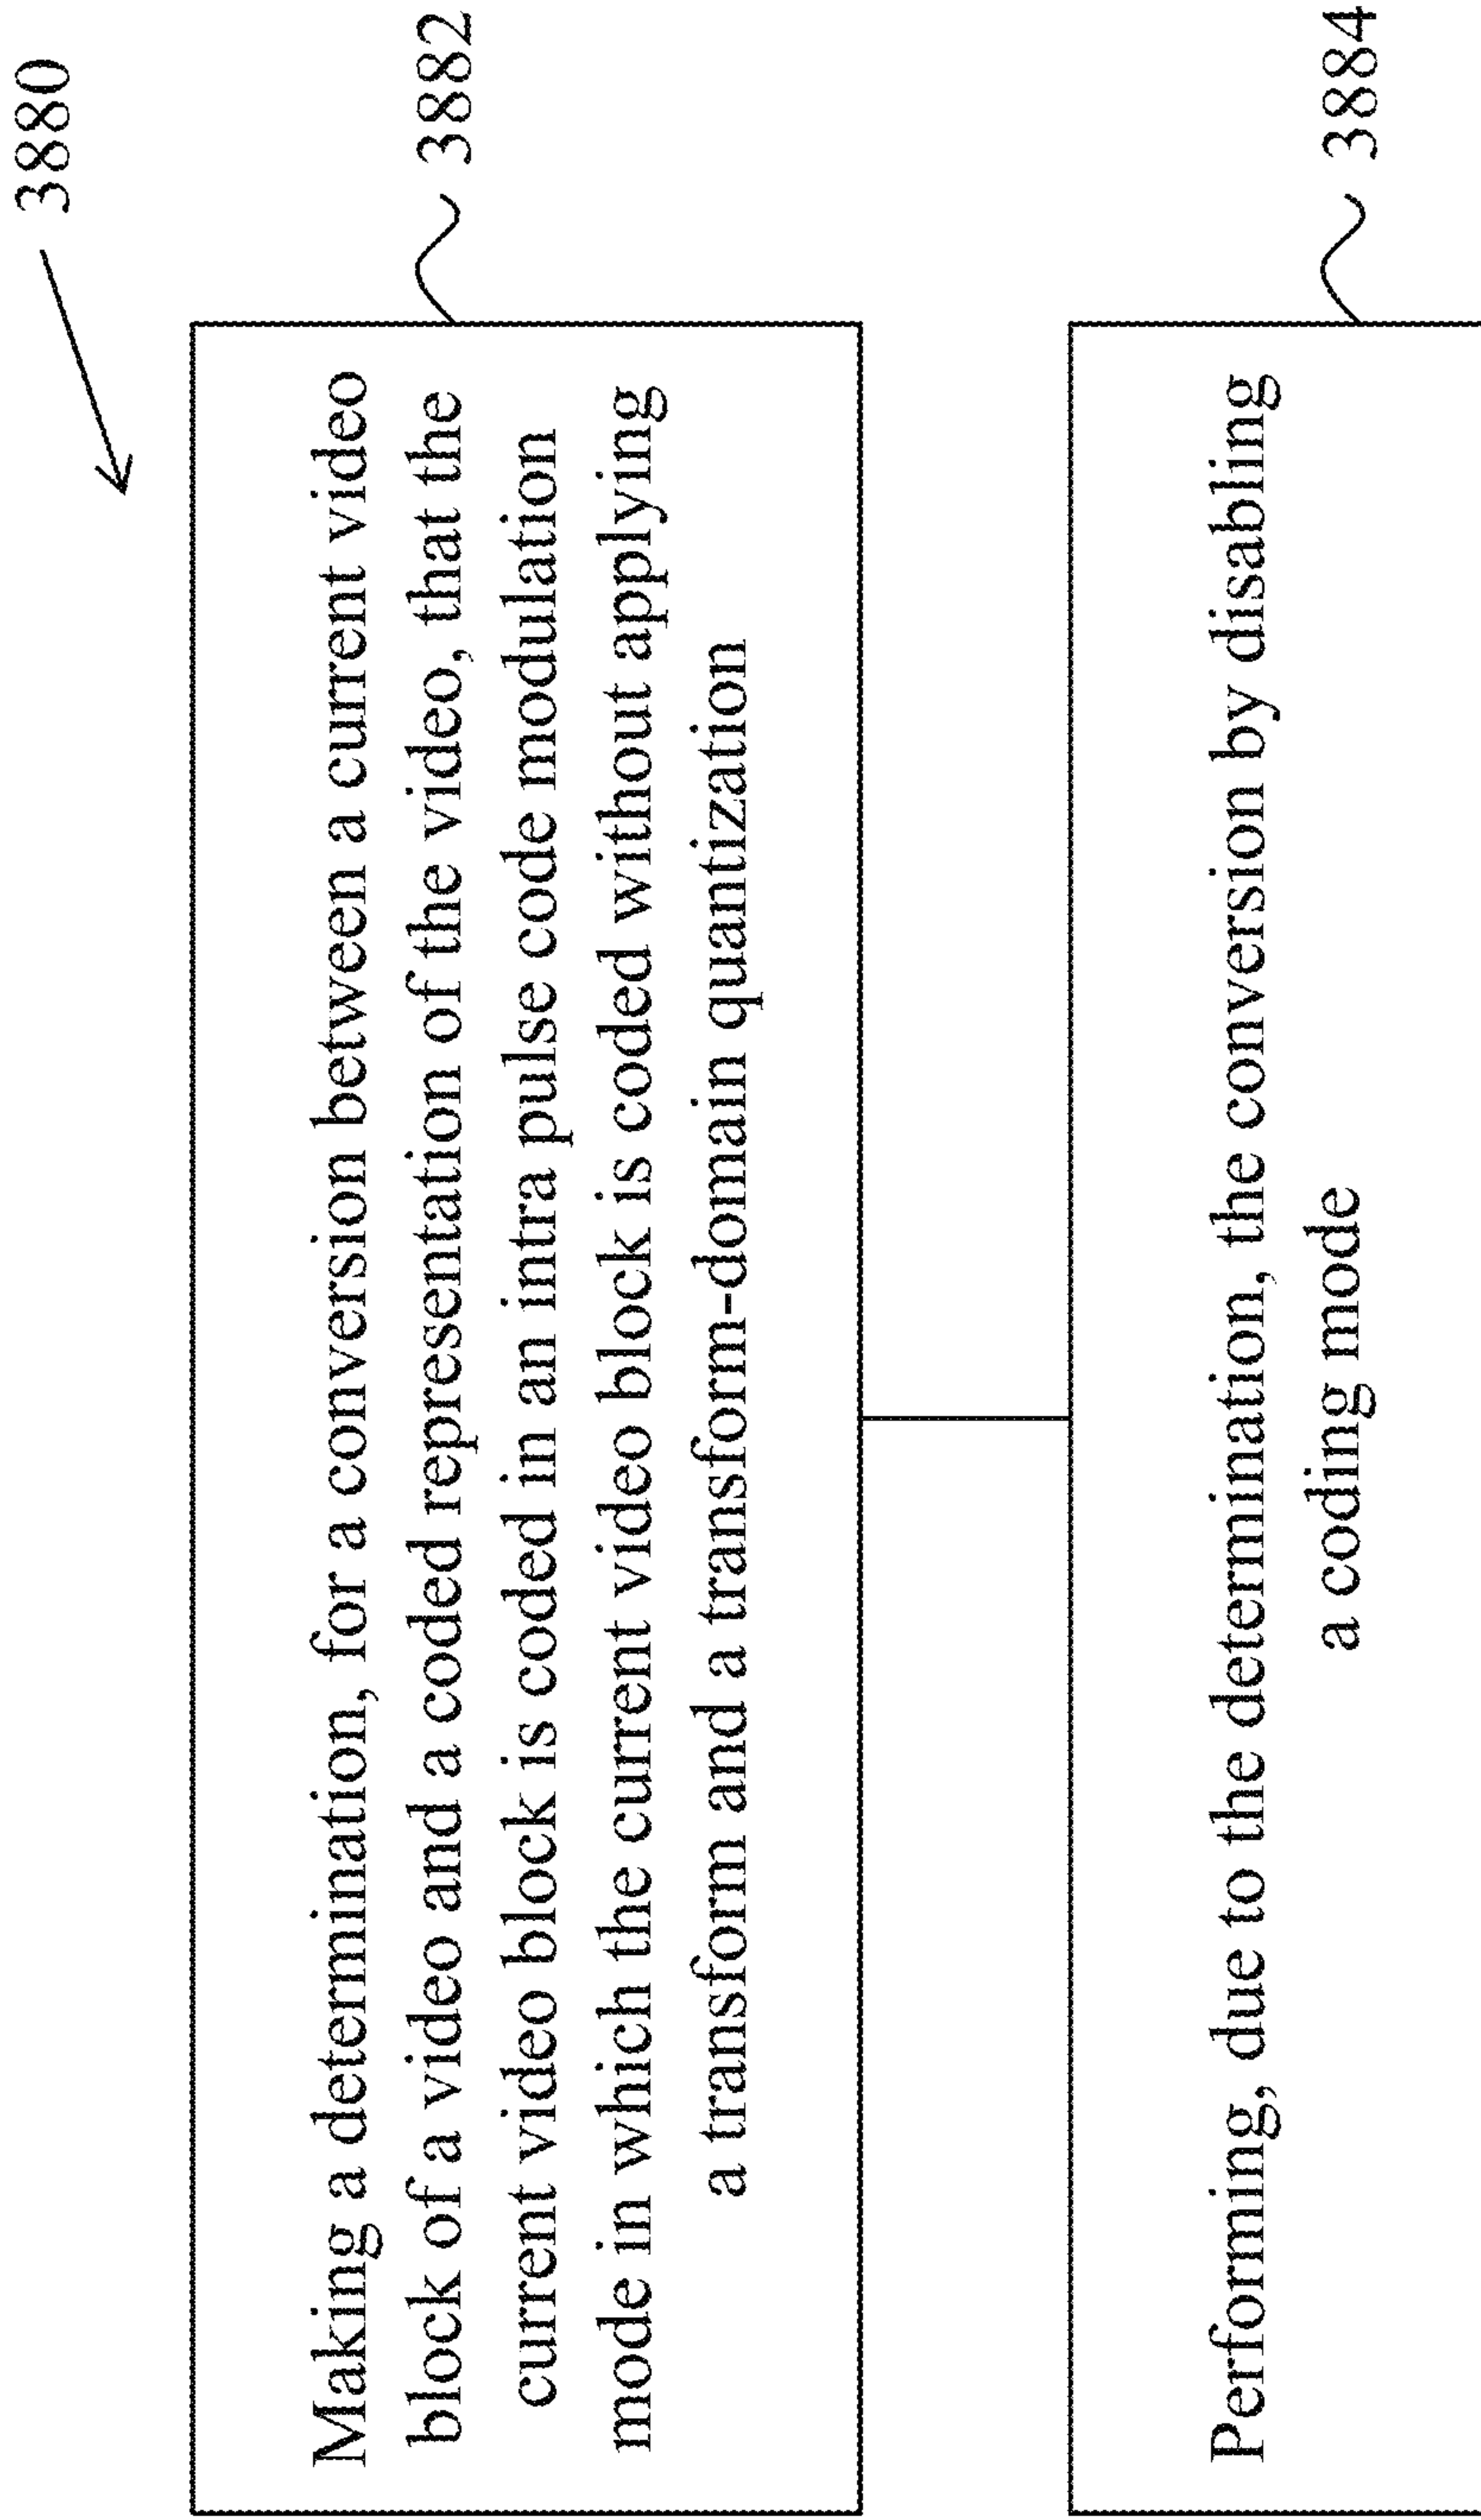 3880
Making a determination, for a conversion between a current video
block of a video and a coded representation of the video, that the
current video block is coded in an intra pulse code modulation
mode in which the current video block is coded without applying
a transform and a transform-domain quantization
3882
Performing, due to the determination, the conversion by disabling
a coding mode
3884